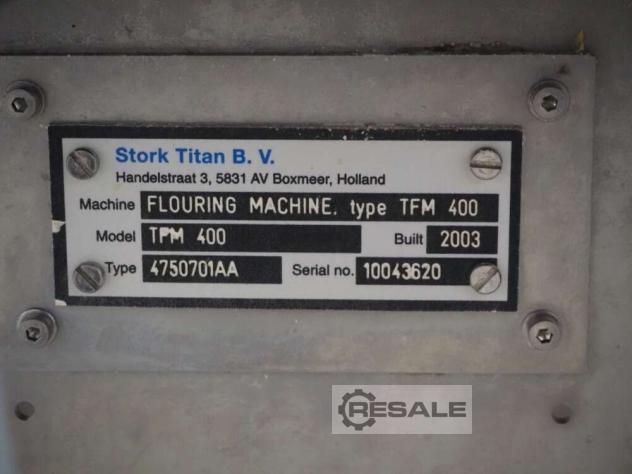 Stork Titan B. V.
Handelstraat 3, 5831 AV Boxmeer, Holland
Machine FLOURING MACHINE. type TFM 400
Model TPM 400 Built 2003
Type 4750701AA Serial no. 10043620
RESALE